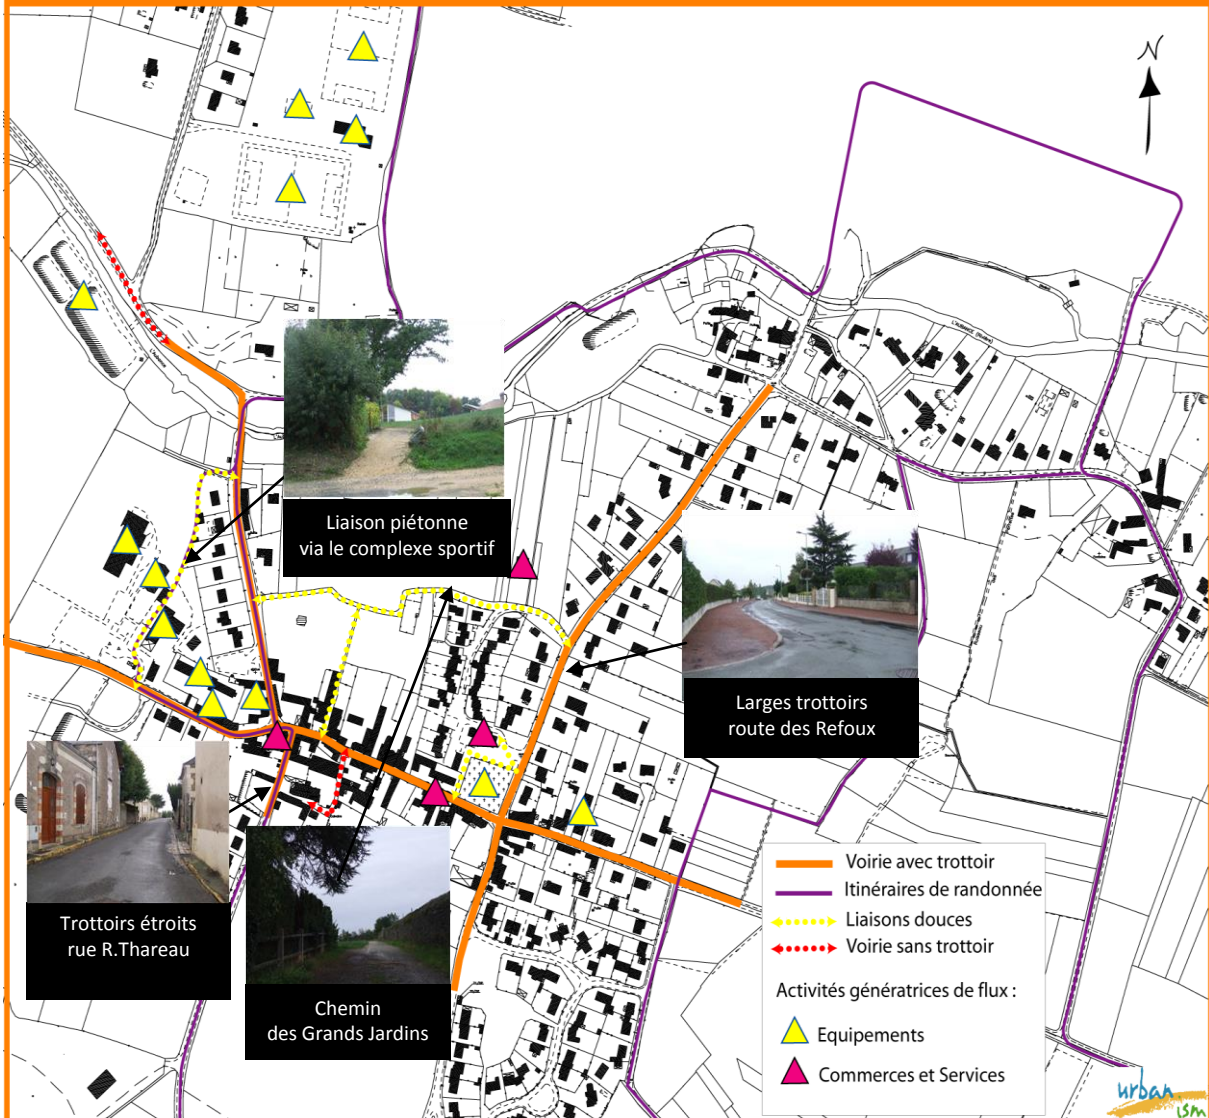 N
L'AUBANCE (Rivière)
Liaison piétonne
via le complexe sportif
Larges trottoirs
route des Refoux
Trottoirs étroits
rue R.Thareau
Chemin
des Grands Jardins
Voirie avec trottoir
Itinéraires de randonnée
Liaisons douces
Voirie sans trottoir
Activités génératrices de flux :
Equipements
Commerces et Services
urban
ism